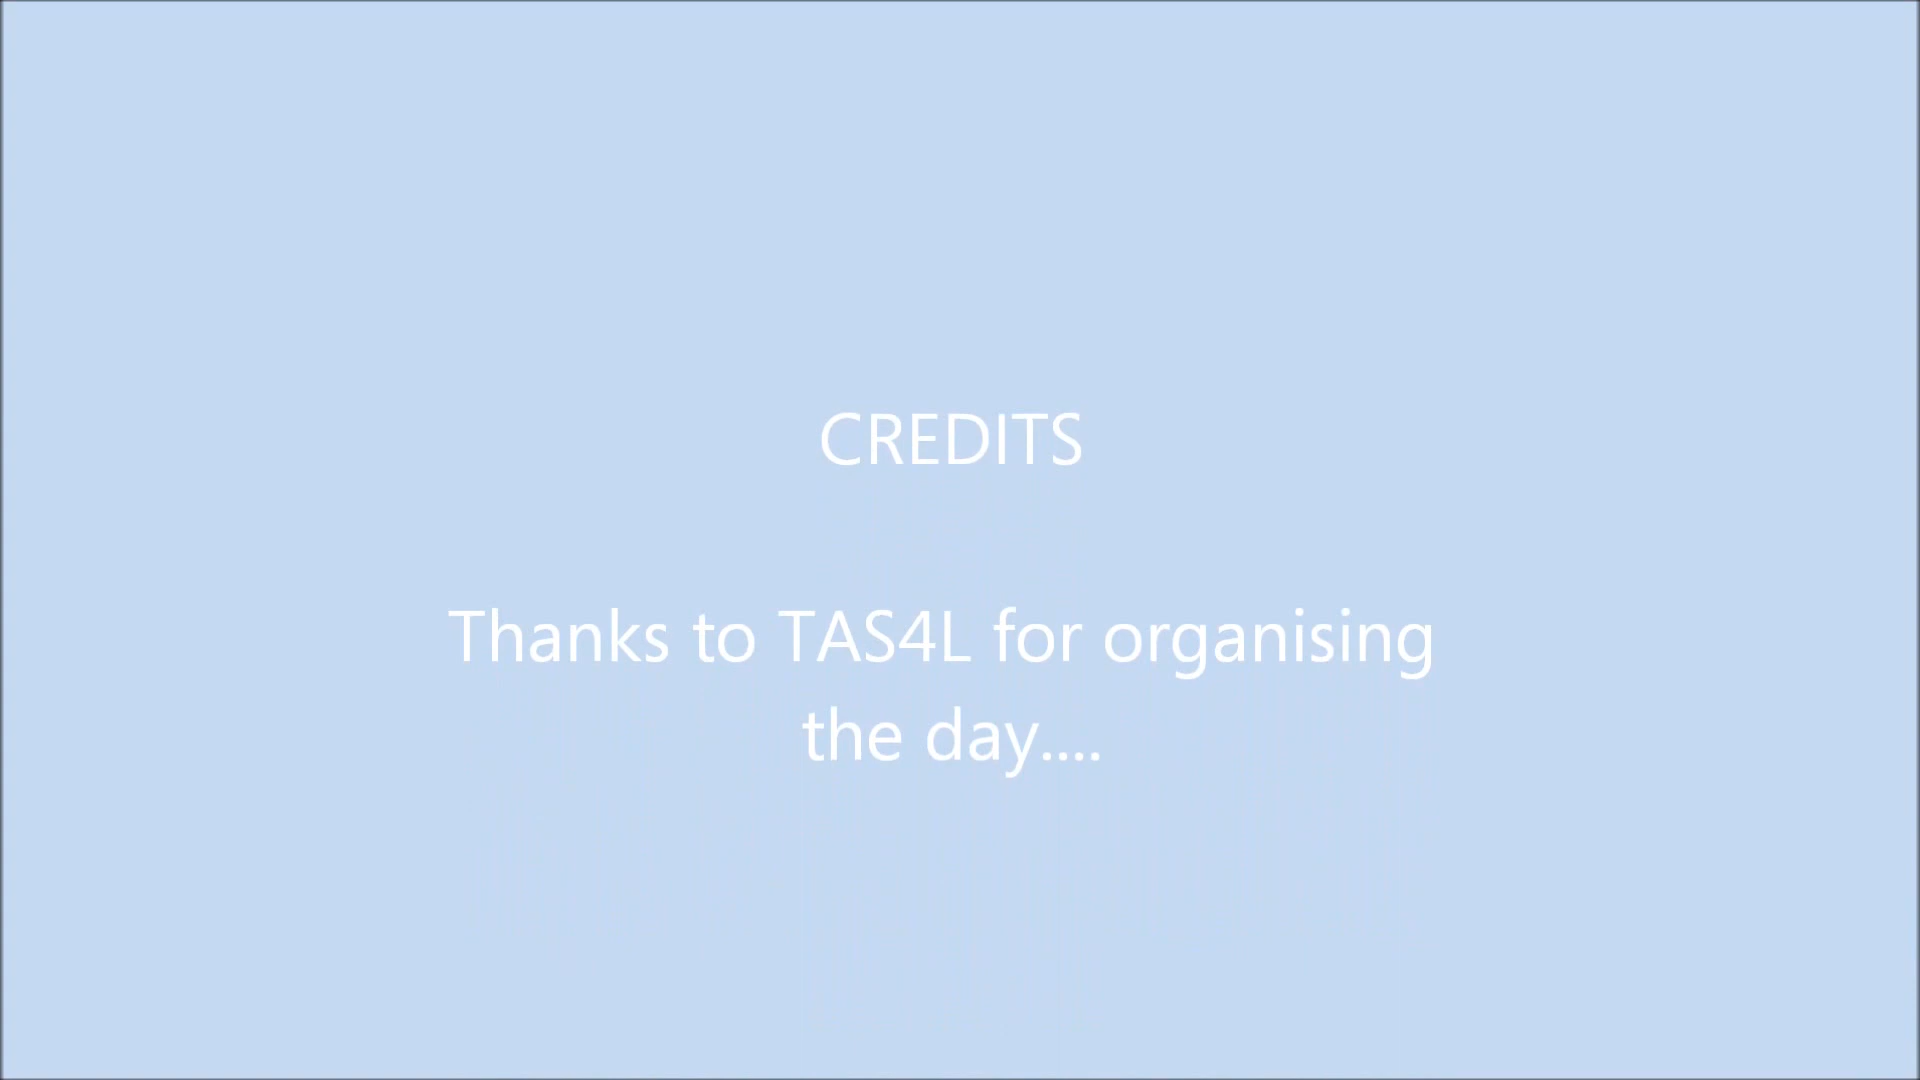 CREDITS
Thanks to TAS4L for organising
the day....